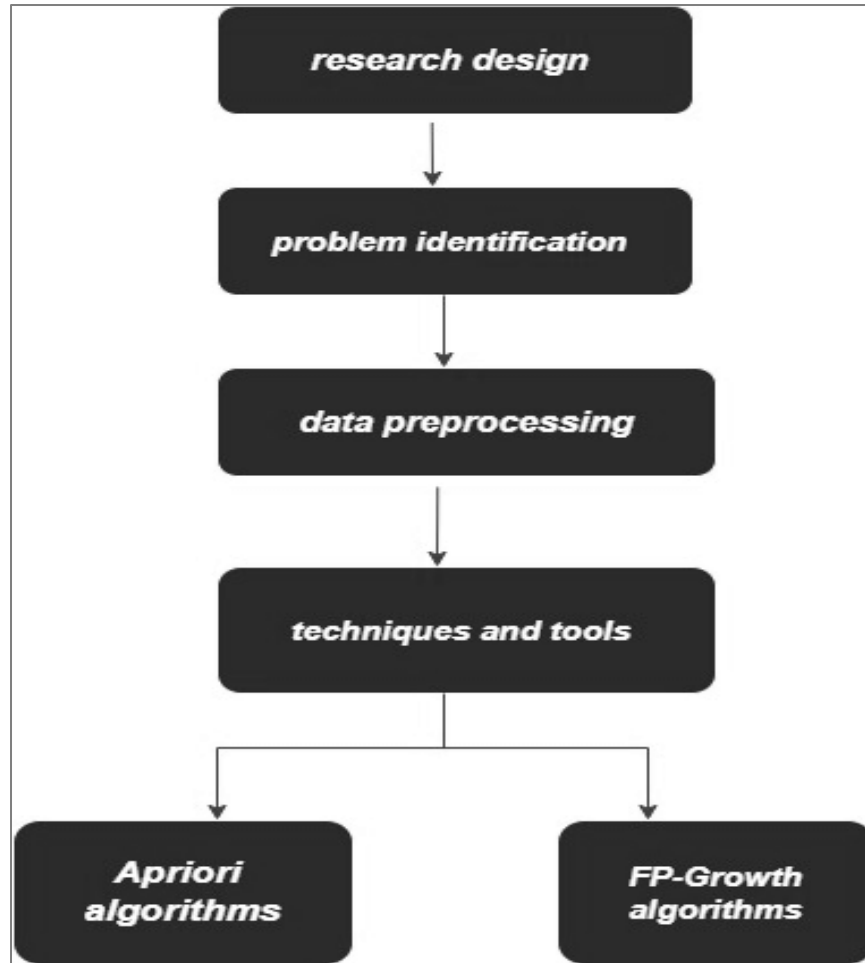 research design
problem identification
data preprocessing
techniques and tools
Apriori
algorithms
FP-Growth
algorithms